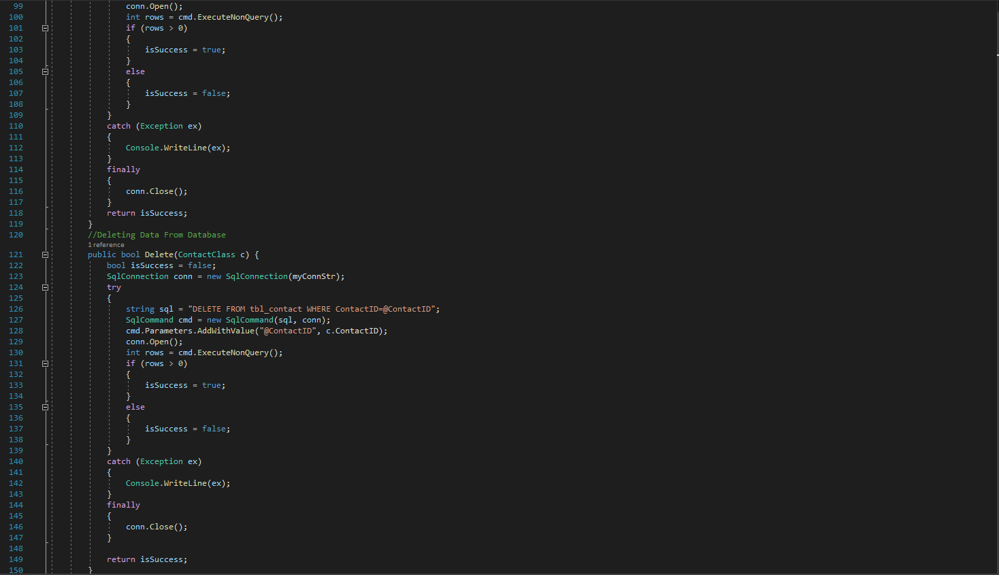 99 conn.Open();
100 int rows = cmd.ExecuteNonQuery();
101 if (rows > 0)
102 {
103 isSuccess = true;
104 }
105 else
106 {
107 isSuccess = false;
108 }
109 }
110 catch (Exception ex)
111 {
112 Console.WriteLine(ex);
113 }
114 finally
115 {
116 conn.Close();
117 }
118 return isSuccess;
119 }
120 //Deleting Data From Database
1 reference
121 public bool Delete(ContactClass c) {
122 bool isSuccess = false;
123 SqlConnection conn = new SqlConnection(myConnStr);
124 try
125 {
126 string sql = "DELETE FROM tbl_contact WHERE ContactID=@ContactID";
127 SqlCommand cmd = new SqlCommand(sql, conn);
128 cmd.Parameters.AddWithValue("@ContactID", c.ContactID);
129 conn.Open();
130 int rows = cmd.ExecuteNonQuery();
131 if (rows > 0)
132 {
133 isSuccess = true;
134 }
135 else
136 {
137 isSuccess = false;
138 }
139 }
140 catch (Exception ex)
141 {
142 Console.WriteLine(ex);
143 }
144 finally
145 {
146 conn.Close();
147 }
148
149 return isSuccess;
150 }